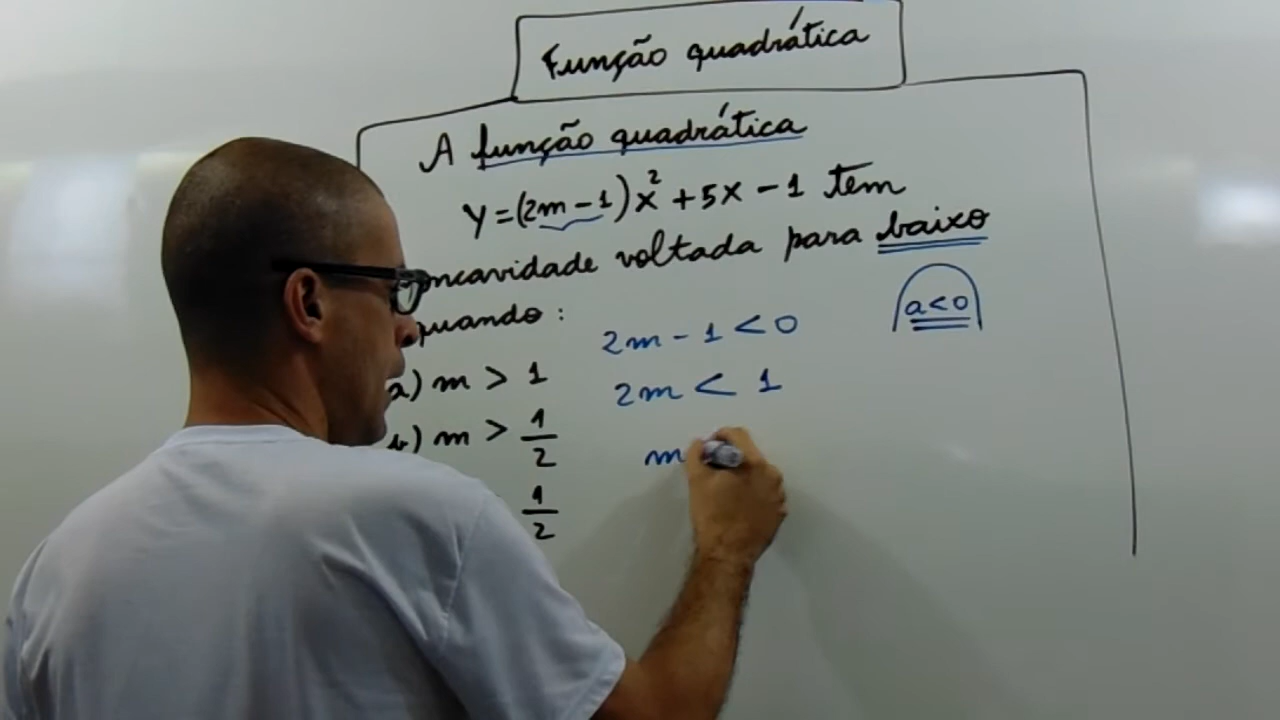 Função quadrática
A função quadrática
Y=(2m-1)x²+5x-1 tem
oncavidade voltada para baixo
quando:
a<0
2m-1<0
a) m > 1
2m < 1
b) m > 1/2
m
1/2